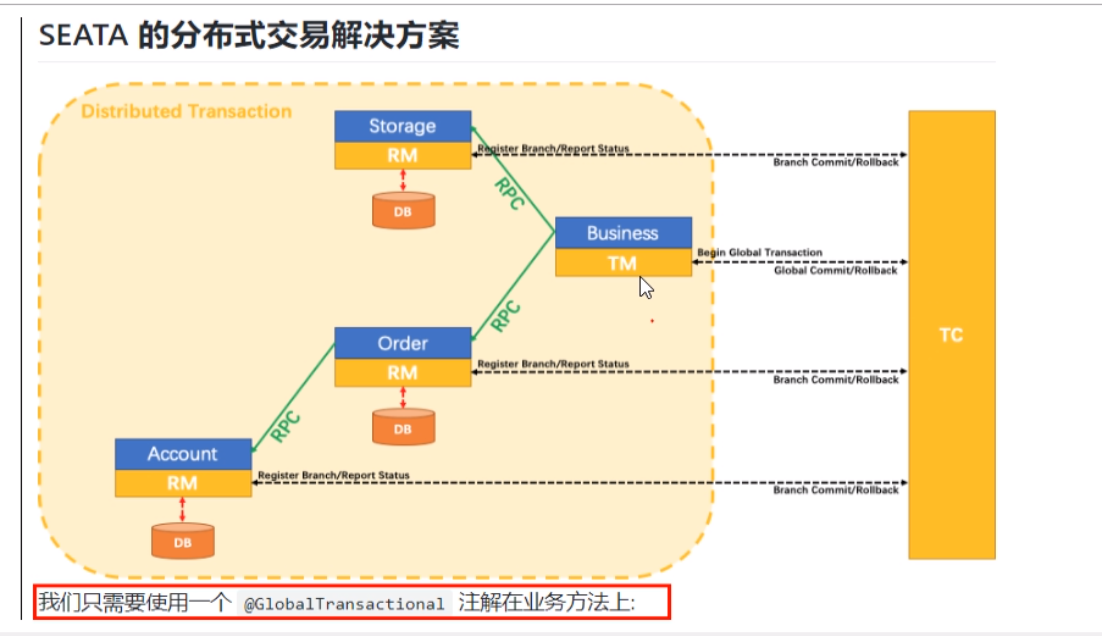 SEATA 的分布式交易解决方案
Distributed Transaction
Storage
RM
Register Branch/Report Status
Branch Commit/Rollback
DB
RPC
Business
TM
Begin Global Transaction
Global Commit/Rollback
RPC
TC
Order
RM
Register Branch/Report Status
Branch Commit/Rollback
DB
RPC
Account
RM
Register Branch/Report Status
Branch Commit/Rollback
DB
我们只需要使用一个 @GlobalTransactional 注解在业务方法上: